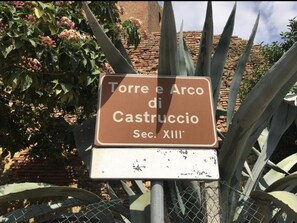 Torre e Arco
di
Castruccio
Sec. XIII°